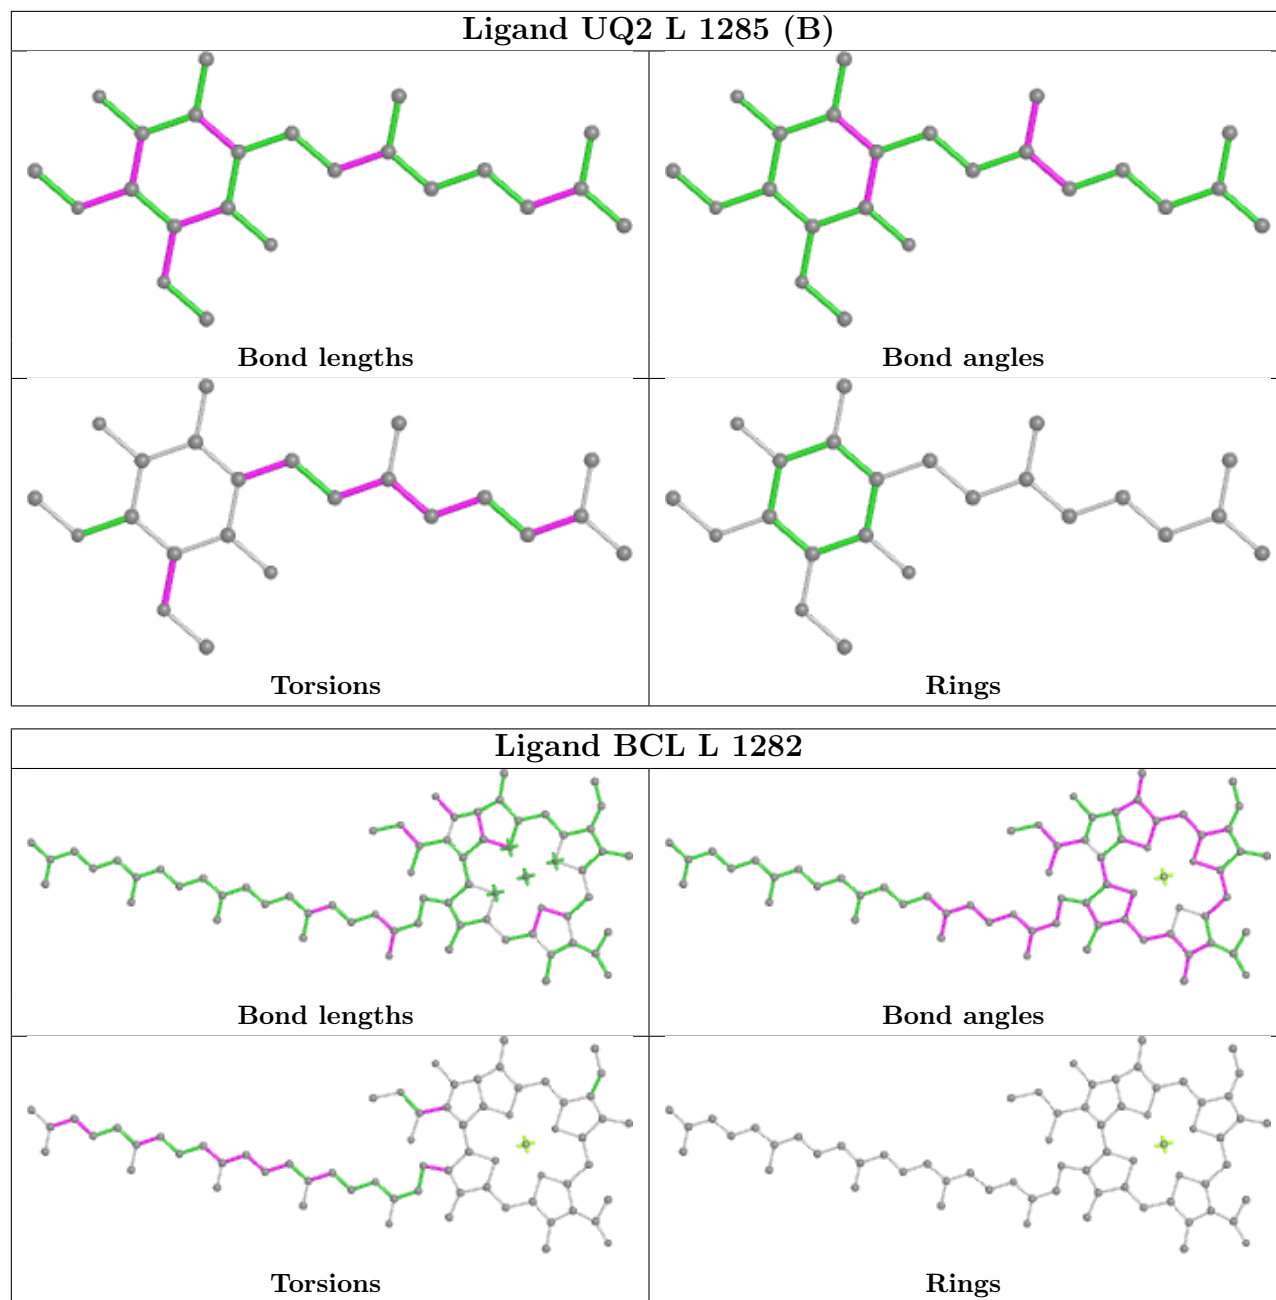 Ligand UQ2 L 1285 (B)
Bond lengths
Bond angles
Torsions
Rings
Ligand BCL L 1282
Bond lengths
Bond angles
Torsions
Rings